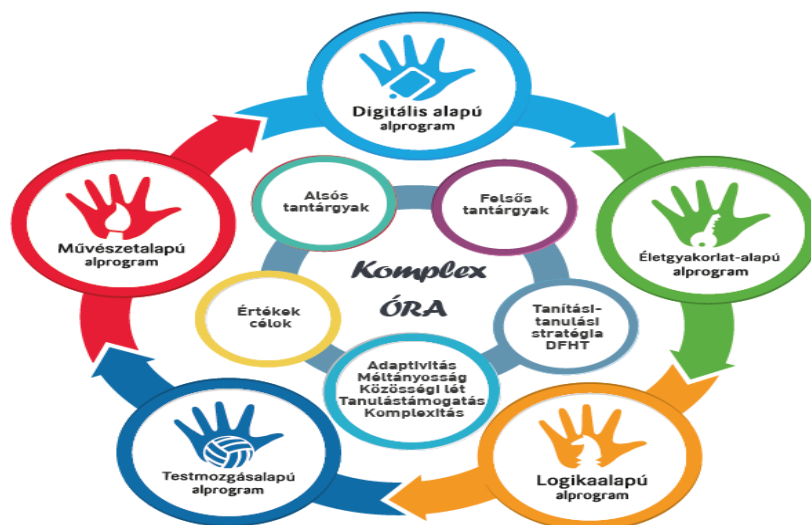 Digitális alapú
alprogram
Művészetalapú
alprogram
Alsós
tantárgyak
Felsős
tantárgyak
Életgyakorlat-alapú
alprogram
Komplex
ÓRA
Értékek
célok
Tanítási-
tanulási
stratégia
DFHT
Adaptivitás
Méltányosság
Közösségi lét
Tanulástámogatás
Komplexitás
Testmozgásalapú
alprogram
Logikaalapú
alprogram